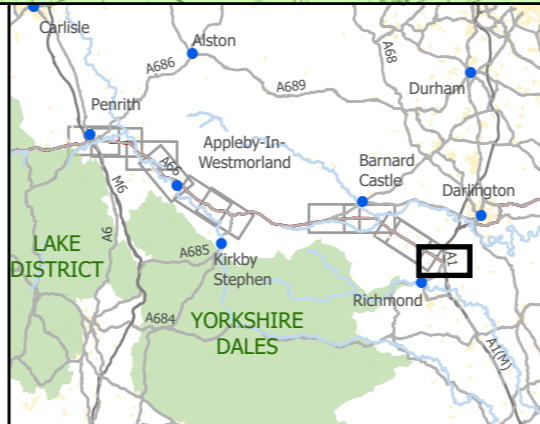 Carlisle
Alston
A68
A686
A689
Durham
Penrith
Appleby-In-
Westmorland
Barnard
Castle
A66
Darlington
M6
LAKE
DISTRICT
A6
A685
Kirkby
Stephen
A1
Richmond
A684
YORKSHIRE
DALES
A1(M)